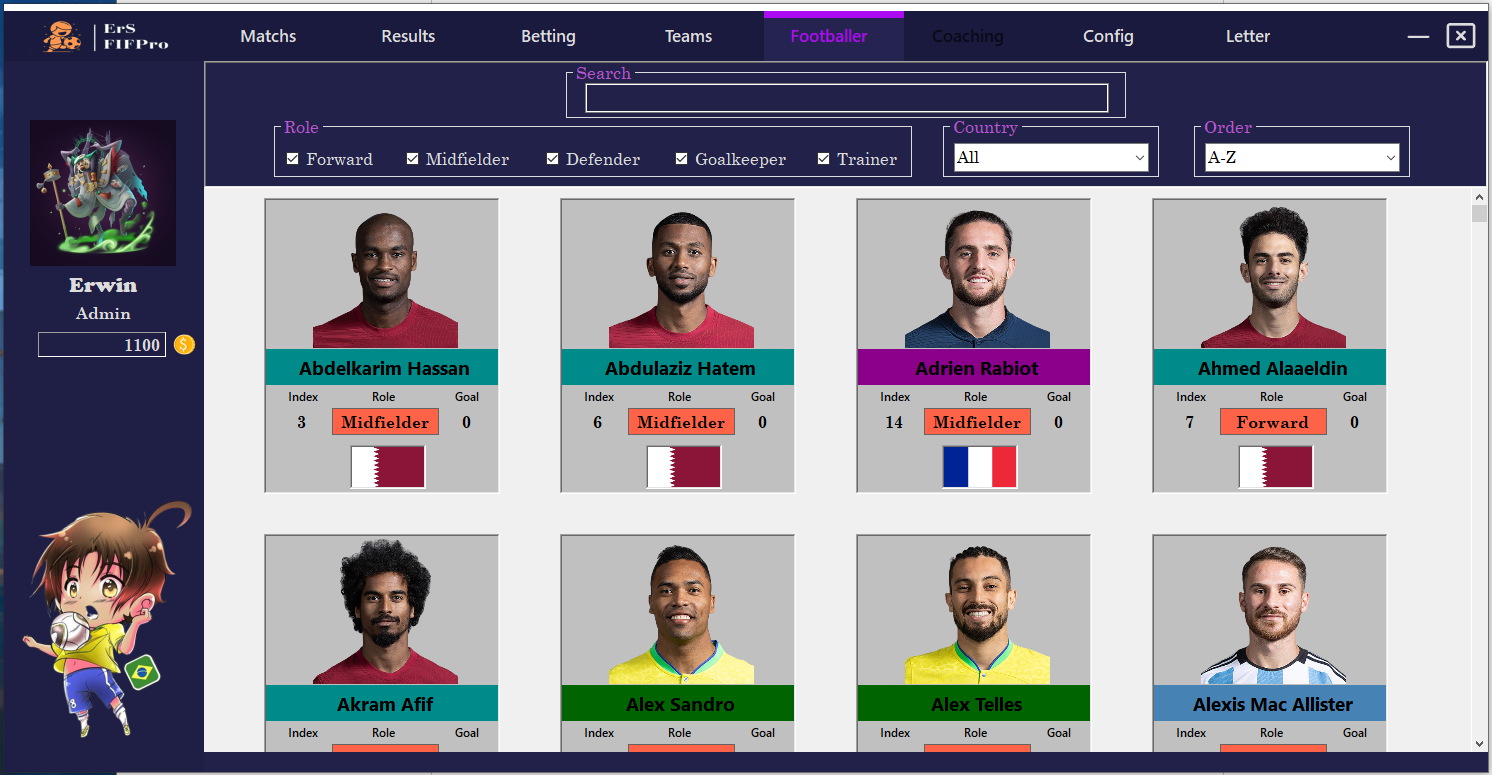 ErS
FIFPro
Matchs Results Betting Teams Footballer Coaching Config Letter
Search
Role Country Order
Forward Midfielder Defender Goalkeeper Trainer All A-Z
Erwin
Admin
1100 $
Abdelkarim Hassan Abdulaziz Hatem Adrien Rabiot Ahmed Alaaeldin
Index Role Goal Index Role Goal Index Role Goal Index Role Goal
3 Midfielder 0 6 Midfielder 0 14 Midfielder 0 7 Forward 0
8
Akram Afif Alex Sandro Alex Telles Alexis Mac Allister
Index Role Goal Index Role Goal Index Role Goal Index Role Goal